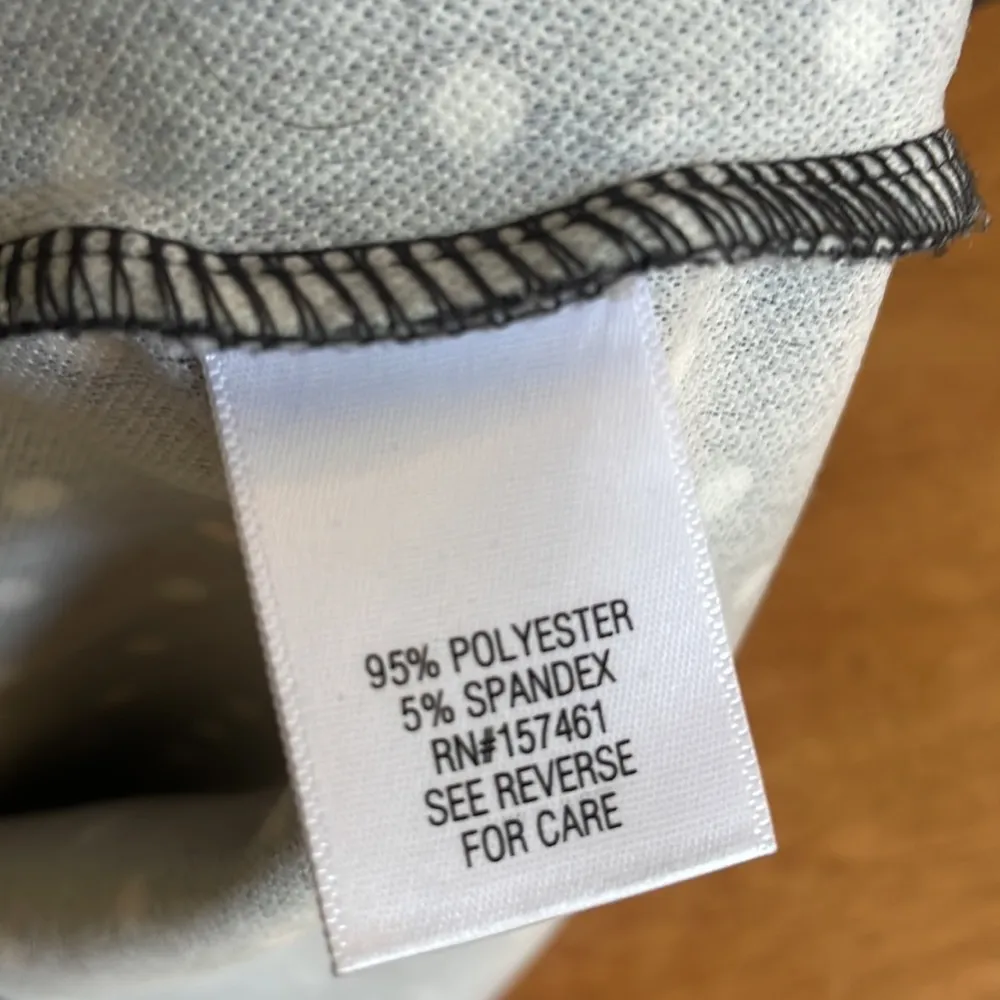 95% POLYESTER
5% SPANDEX
RN#157461
SEE REVERSE
FOR CARE